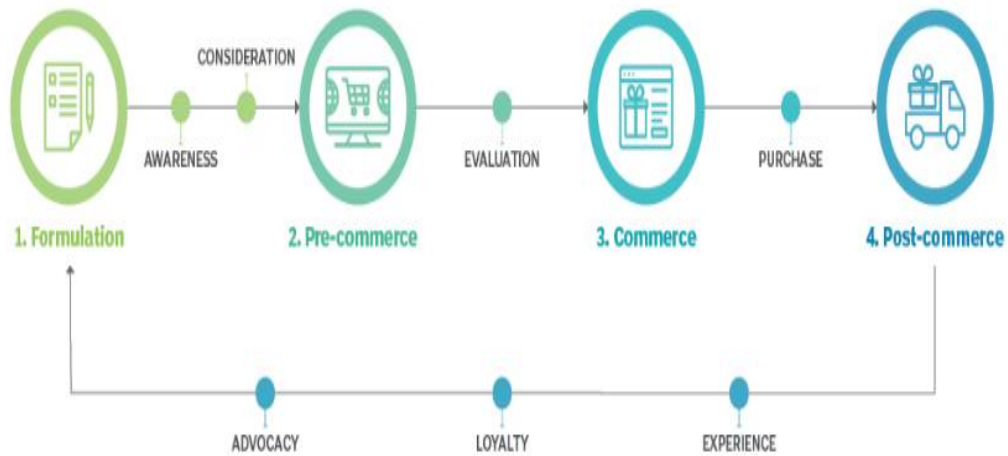 CONSIDERATION
AWARENESS
EVALUATION
PURCHASE
1. Formulation
2. Pre-commerce
3. Commerce
4. Post-commerce
ADVOCACY
LOYALTY
EXPERIENCE